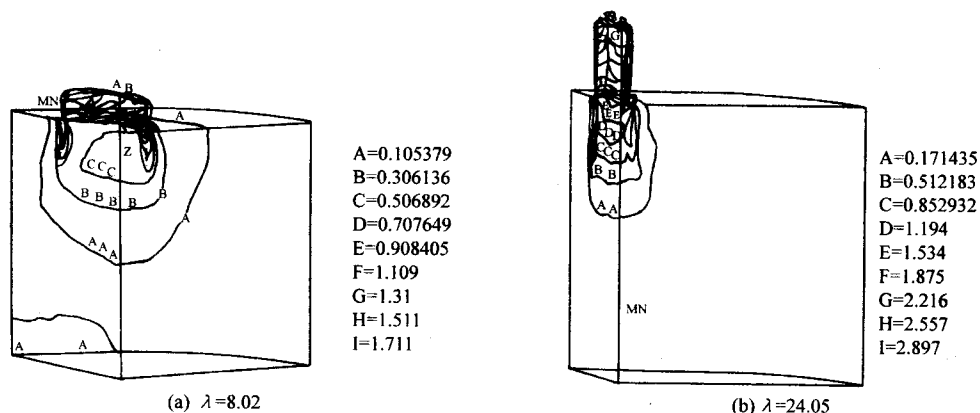 A B
MN
A
Z
C C C
B B B B B
A
A A A
A A
A=0.105379
B=0.306136
C=0.506892
D=0.707649
E=0.908405
F=1.109
G=1.31
H=1.511
I=1.711
(a) λ=8.02
G
MN
E E
D D D
C C C
B B
A A
MN
A=0.171435
B=0.512183
C=0.852932
D=1.194
E=1.534
F=1.875
G=2.216
H=2.557
I=2.897
(b) λ=24.05